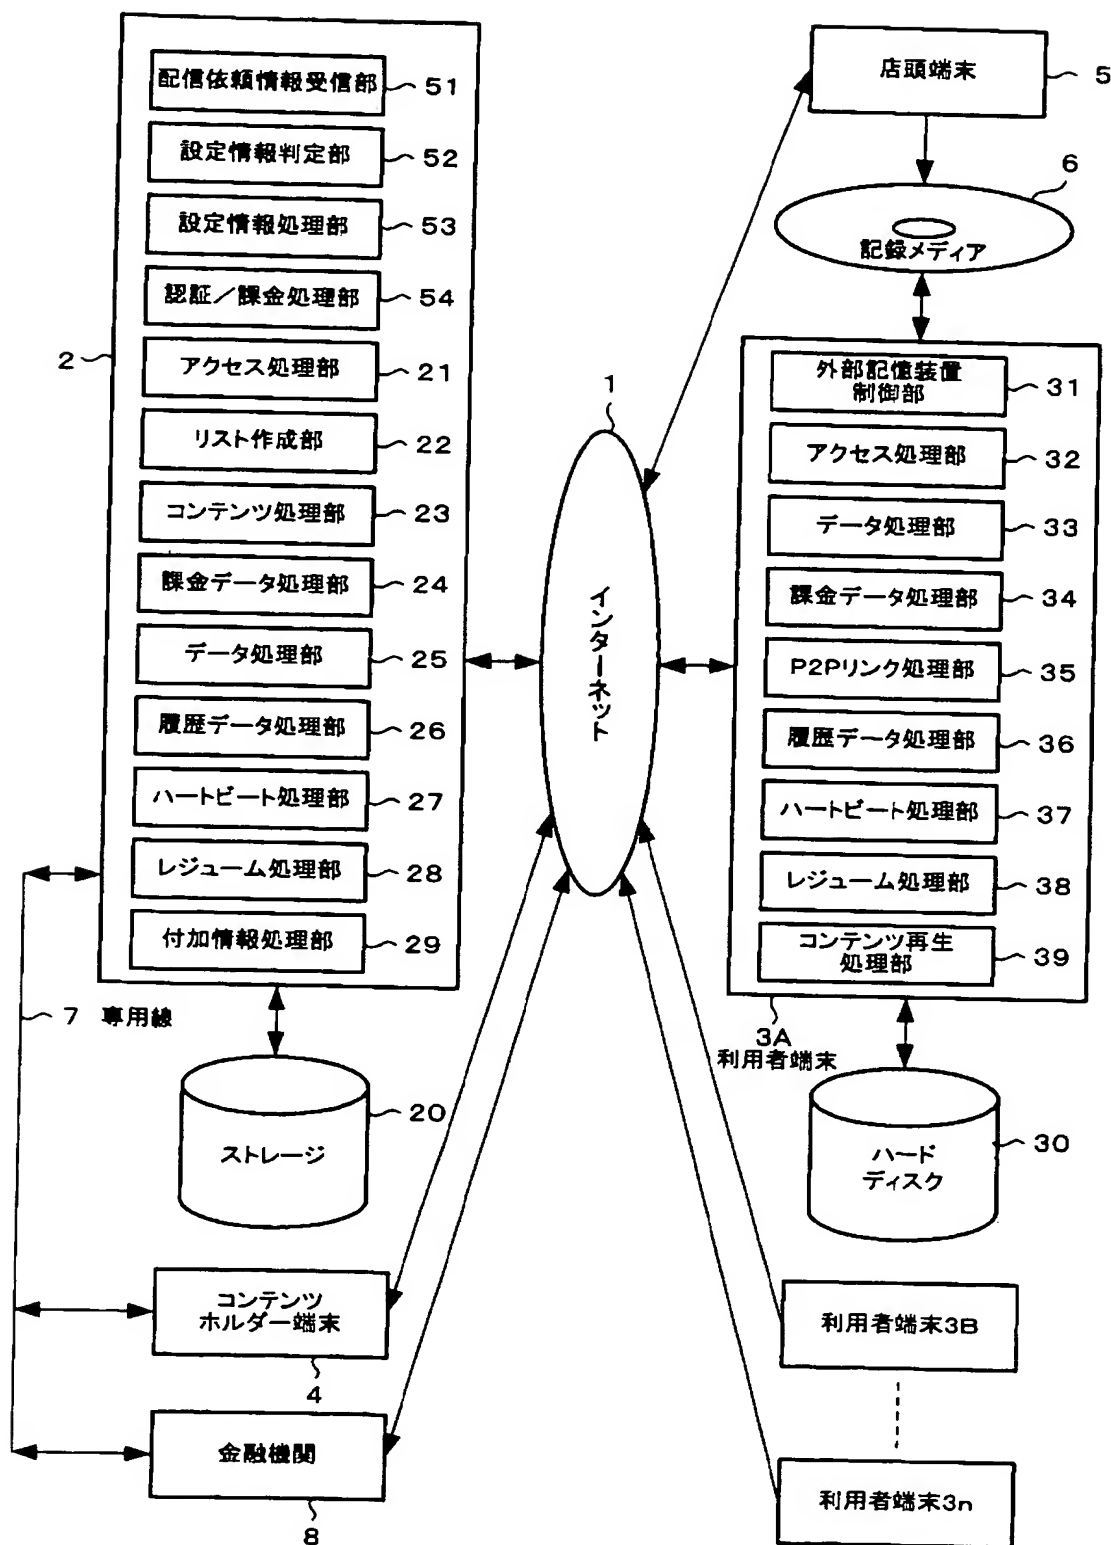 配信依頼情報受信部 51
設定情報判定部 52
設定情報処理部 53
認証／課金処理部 54
2
アクセス処理部 21
リスト作成部 22
コンテンツ処理部 23
課金データ処理部 24
データ処理部 25
履歴データ処理部 26
ハートビート処理部 27
レジューム処理部 28
付加情報処理部 29
7 専用線
ストレージ
20
コンテンツ
ホルダー端末
4
金融機関
8
1
インターネット
店頭端末
5
6
記録メディア
外部記憶装置
制御部
31
アクセス処理部 32
データ処理部 33
課金データ処理部 34
P2Pリンク処理部 35
履歴データ処理部 36
ハートビート処理部 37
レジューム処理部 38
コンテンツ再生
処理部
39
3A
利用者端末
ハード
ディスク
30
利用者端末3B
利用者端末3n